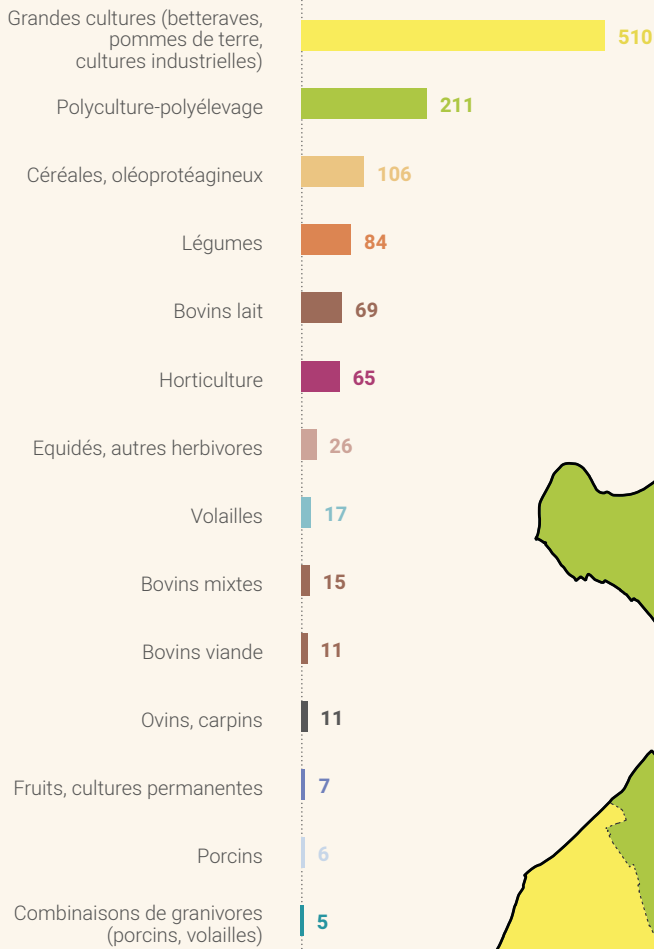 Grandes cultures (betteraves,
pommes de terre,
cultures industrielles)
510
Polyculture-polyélevage
211
Céréales, oléoprotéagineux
106
Légumes
84
Bovins lait
69
Horticulture
65
Equidés, autres herbivores
26
Volailles
17
Bovins mixtes
15
Bovins viande
11
Ovins, carpins
11
Fruits, cultures permanentes
7
Porcins
6
Combinaisons de granivores
(porcins, volailles)
5